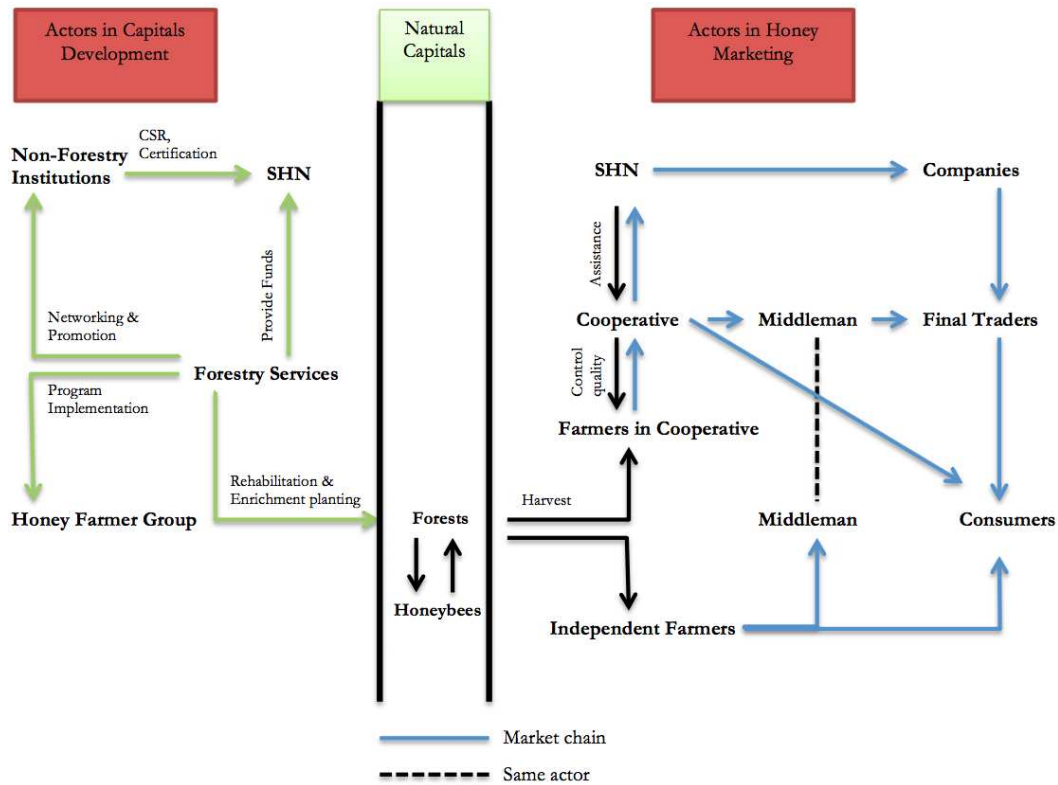 Actors in Capitals
Development
Natural
Capitals
Actors in Honey
Marketing
CSR,
Certification
Non-Forestry
Institutions
SHN
Provide Funds
Networking &
Promotion
Forestry Services
Program
Implementation
Rehabilitation &
Enrichment planting
Honey Farmer Group
Forests
Honeybees
SHN
Companies
Assistance
Cooperative
Middleman
Final Traders
Control
quality
Farmers in Cooperative
Harvest
Middleman
Consumers
Independent Farmers
Market chain
Same actor